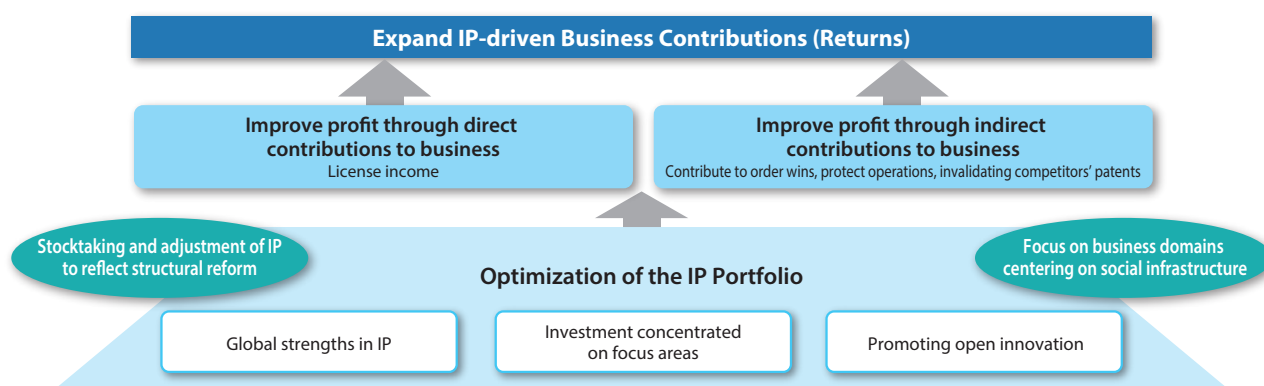 Expand IP-driven Business Contributions (Returns)
Improve profit through direct
contributions to business
License income
Improve profit through indirect
contributions to business
Contribute to order wins, protect operations, invalidating competitors’ patents
Stocktaking and adjustment of IP
to reflect structural reform
Focus on business domains
centering on social infrastructure
Optimization of the IP Portfolio
Global strengths in IP
Investment concentrated
on focus areas
Promoting open innovation